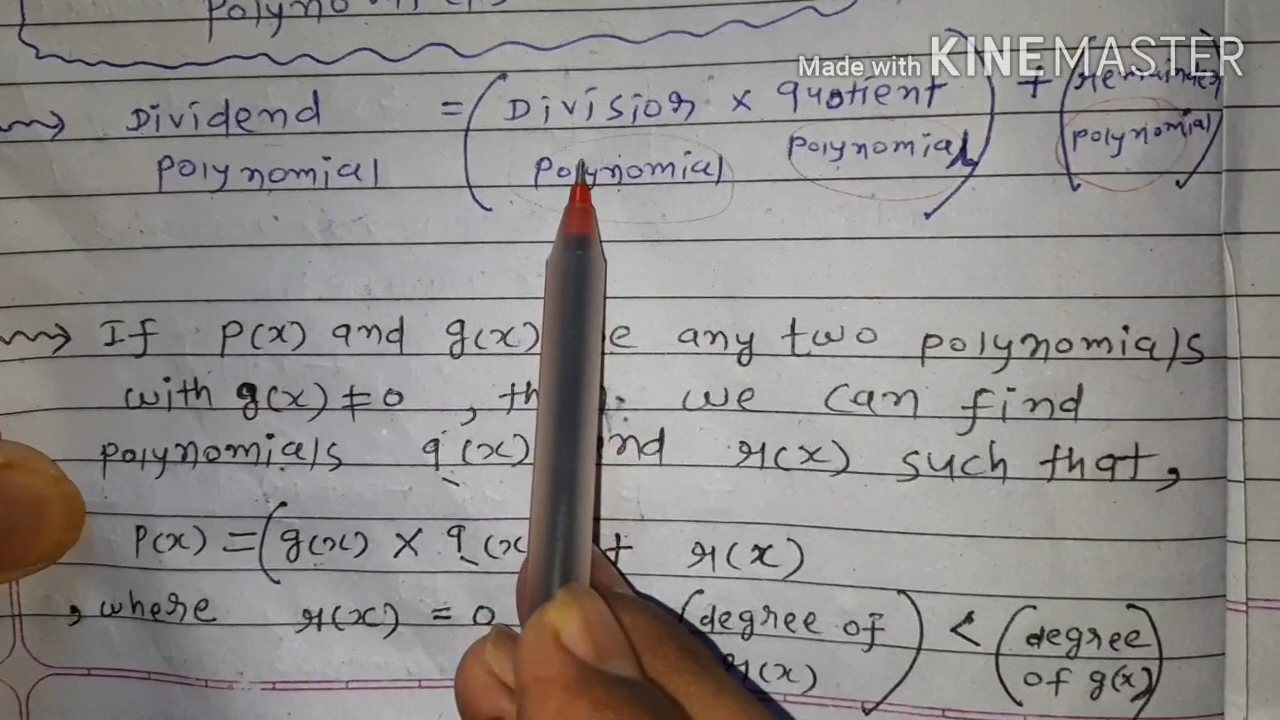 Made with KINEMASTER
Dividend = (Division × quotient) + (remainder
polynomial polynomial polynomial polynomial)
If p(x) and g(x) any two polynomials
with g(x) ≠ 0 , we can find
polynomials q(x) r(x) such that,
p(x) = (g(x) × q(x + r(x)
, where r(x) = 0 (degree of r(x)) < (degree of g(x))